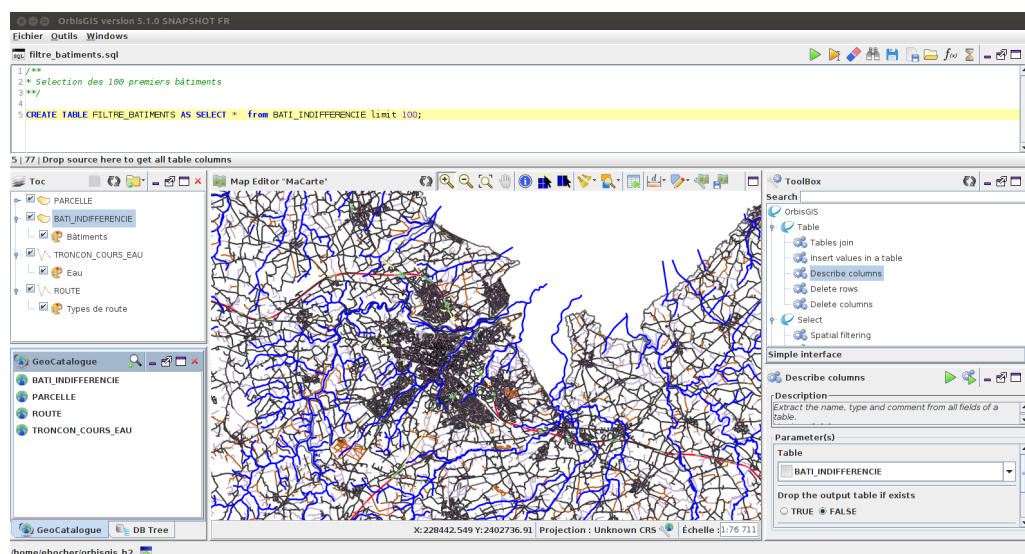 OrbisGIS version 5.1.0 SNAPSHOT FR
Fichier Outils Windows
SQL filtre_batiments.sql
f(x)
1 /**
2 * Selection des 100 premiers bâtiments
3 **/
4
5 CREATE TABLE FILTRE_BATIMENTS AS SELECT * from BATI_INDIFFERENCIE limit 100;
5 | 77 | Drop source here to get all table columns
Toc
PARCELLE
BATI_INDIFFERENCIE
Bâtiments
TRONCON_COURS_EAU
Eau
ROUTE
Types de route
GeoCatalogue
BATI_INDIFFERENCIE
PARCELLE
ROUTE
TRONCON_COURS_EAU
GeoCatalogue DB Tree
Map Editor "MaCarte"
X:228442.549 Y:2402736.91 Projection : Unknown CRS Échelle : 1:76 711
ToolBox
Search
OrbisGIS
Table
Tables join
Insert values in a table
Describe columns
Delete rows
Delete columns
Select
Spatial filtering
Simple interface
Describe columns
Description
Extract the name, type and comment from all fields of a
table.
Parameter(s)
Table
BATI_INDIFFERENCIE
Drop the output table if exists
TRUE FALSE
/home/ebocher/orbisgis_h2